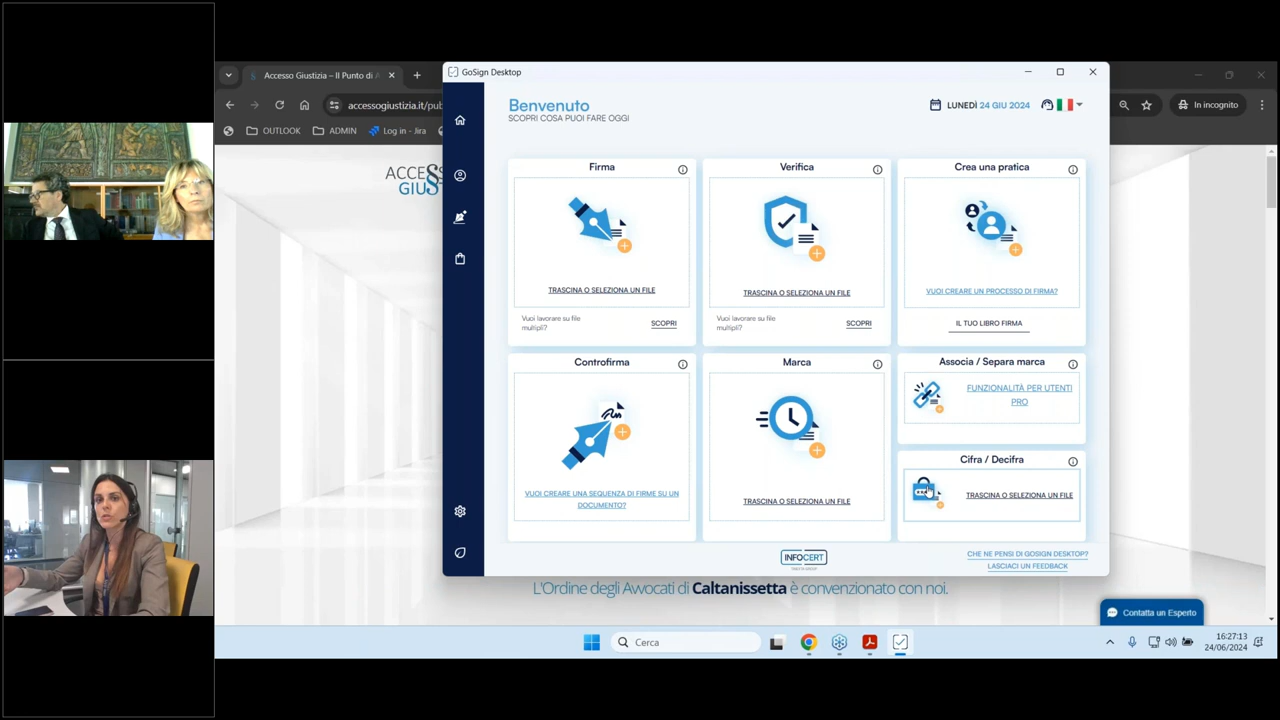 GoSign Desktop
Accesso Giustizia – Il Punto di A
accessogiustizia.it/pub
In incognito
OUTLOOK
ADMIN
Log in - Jira
ACCES
GIUS
Benvenuto
SCOPRI COSA PUOI FARE OGGI
LUNEDÌ 24 GIU 2024
Firma
TRASCINA O SELEZIONA UN FILE
Vuoi lavorare su file
multipli?
SCOPRI
Verifica
TRASCINA O SELEZIONA UN FILE
Vuoi lavorare su file
multipli?
SCOPRI
Crea una pratica
VUOI CREARE UN PROCESSO DI FIRMA?
IL TUO LIBRO FIRMA
Controfirma
VUOI CREARE UNA SEQUENZA DI FIRME SU UN
DOCUMENTO?
Marca
TRASCINA O SELEZIONA UN FILE
Associa / Separa marca
FUNZIONALITÀ PER UTENTI
PRO
Cifra / Decifra
TRASCINA O SELEZIONA UN FILE
INFOCERT
CHE NE PENSI DI GOSIGN DESKTOP?
LASCIACI UN FEEDBACK
L'Ordine degli Avvocati di Caltanissetta è convenzionato con noi.
Contatta un Esperto
Cerca
16:27:13
24/06/2024